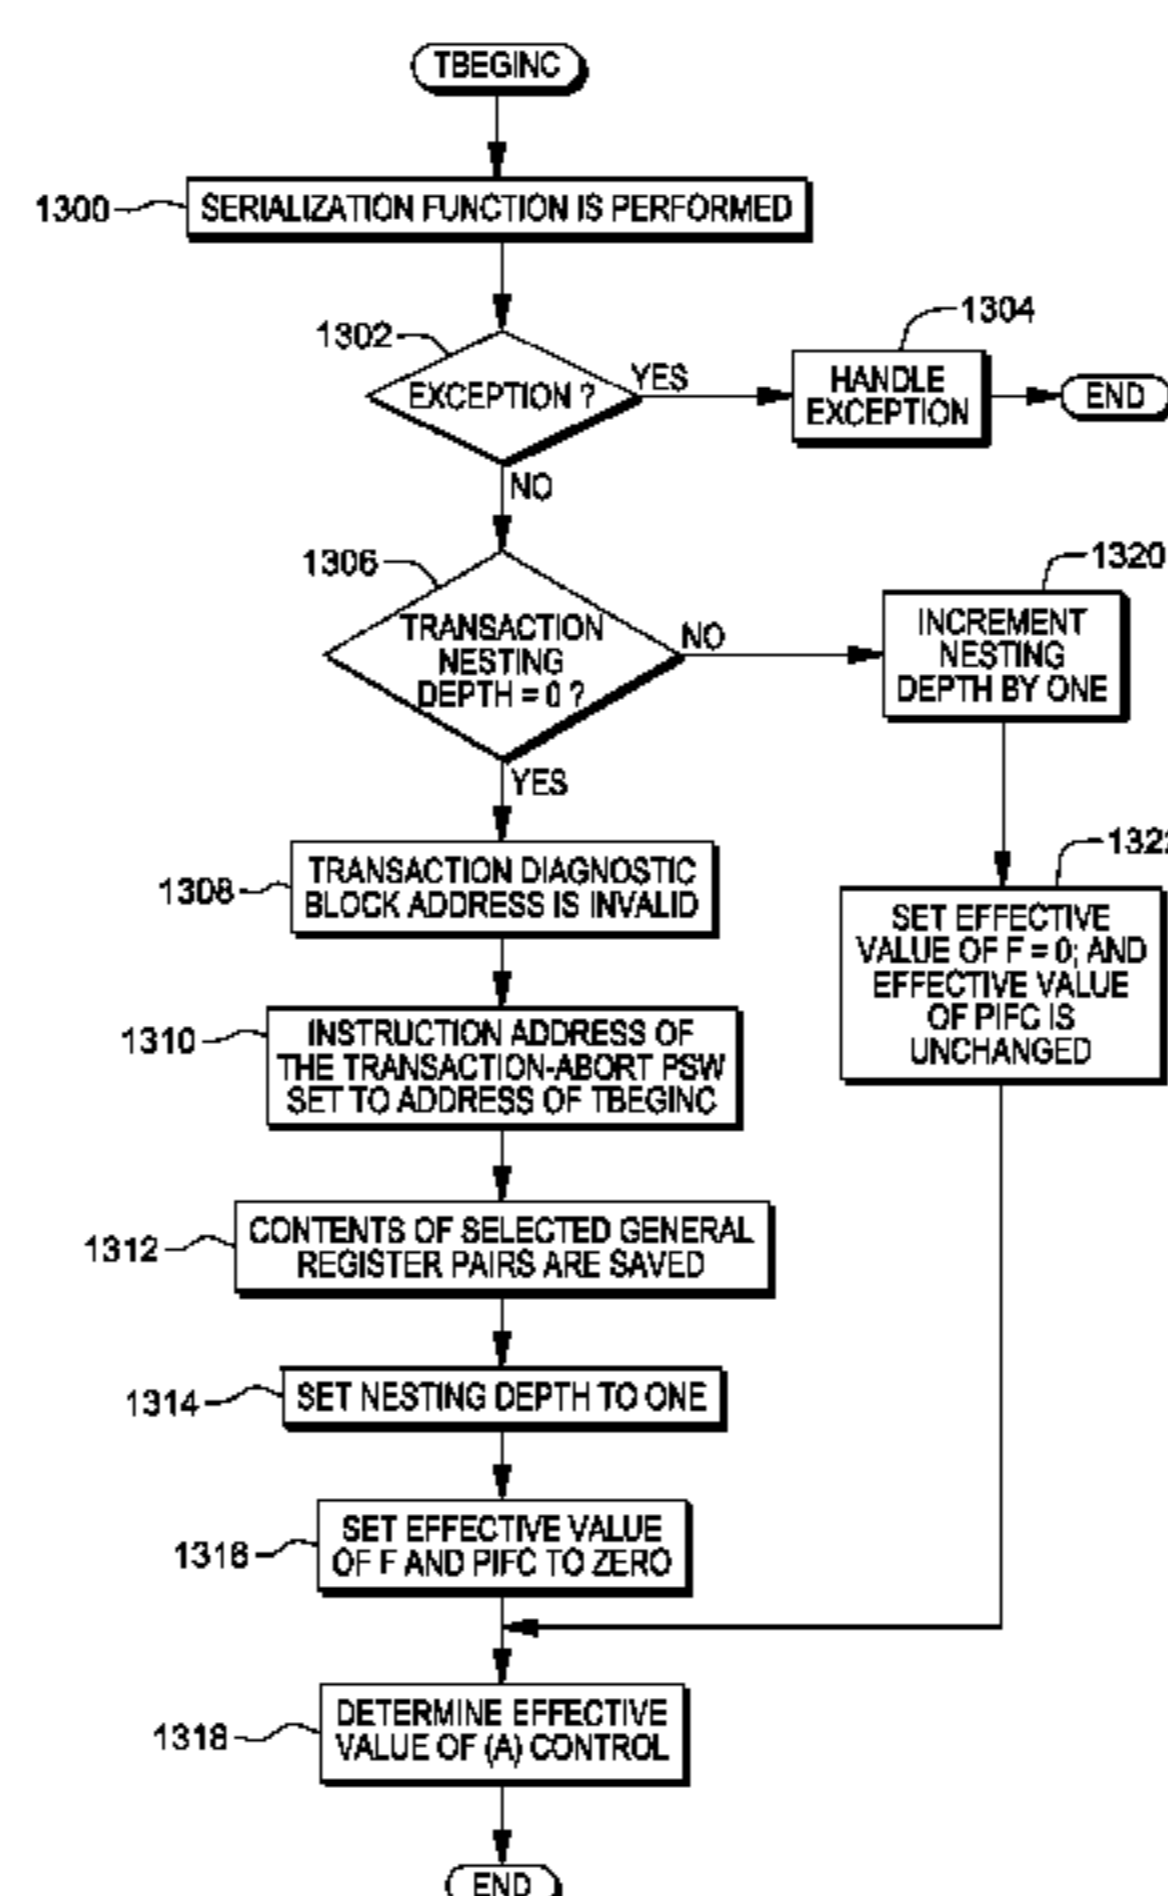 TBEGINC
1300
SERIALIZATION FUNCTION IS PERFORMED
1302
EXCEPTION ?
YES
1304
HANDLE
EXCEPTION
END
NO
1306
TRANSACTION
NESTING
DEPTH = 0 ?
NO
1320
INCREMENT
NESTING
DEPTH BY ONE
YES
1308
TRANSACTION DIAGNOSTIC
BLOCK ADDRESS IS INVALID
1322
SET EFFECTIVE
VALUE OF F = 0; AND
EFFECTIVE VALUE
OF PIFC IS
UNCHANGED
1310
INSTRUCTION ADDRESS OF
THE TRANSACTION-ABORT PSW
SET TO ADDRESS OF TBEGINC
1312
CONTENTS OF SELECTED GENERAL
REGISTER PAIRS ARE SAVED
1314
SET NESTING DEPTH TO ONE
1316
SET EFFECTIVE VALUE
OF F AND PIFC TO ZERO
1318
DETERMINE EFFECTIVE
VALUE OF (A) CONTROL
END